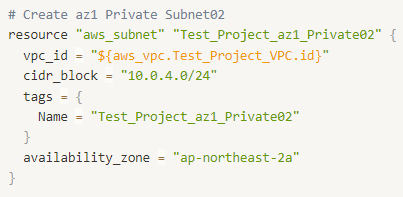 # Create az1 Private Subnet02
resource "aws_subnet" "Test_Project_az1_Private02" {
  vpc_id = "${aws_vpc.Test_Project_VPC.id}"
  cidr_block = "10.0.4.0/24"
  tags = {
    Name = "Test_Project_az1_Private02"
  }
  availability_zone = "ap-northeast-2a"
}